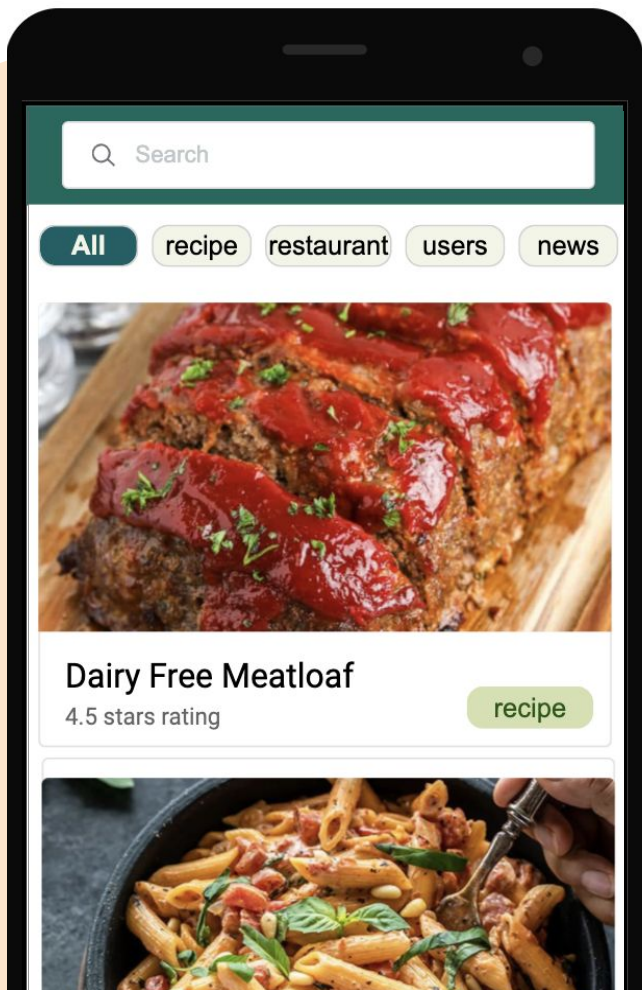 Search
All recipe restaurant users news
Dairy Free Meatloaf
4.5 stars rating
recipe